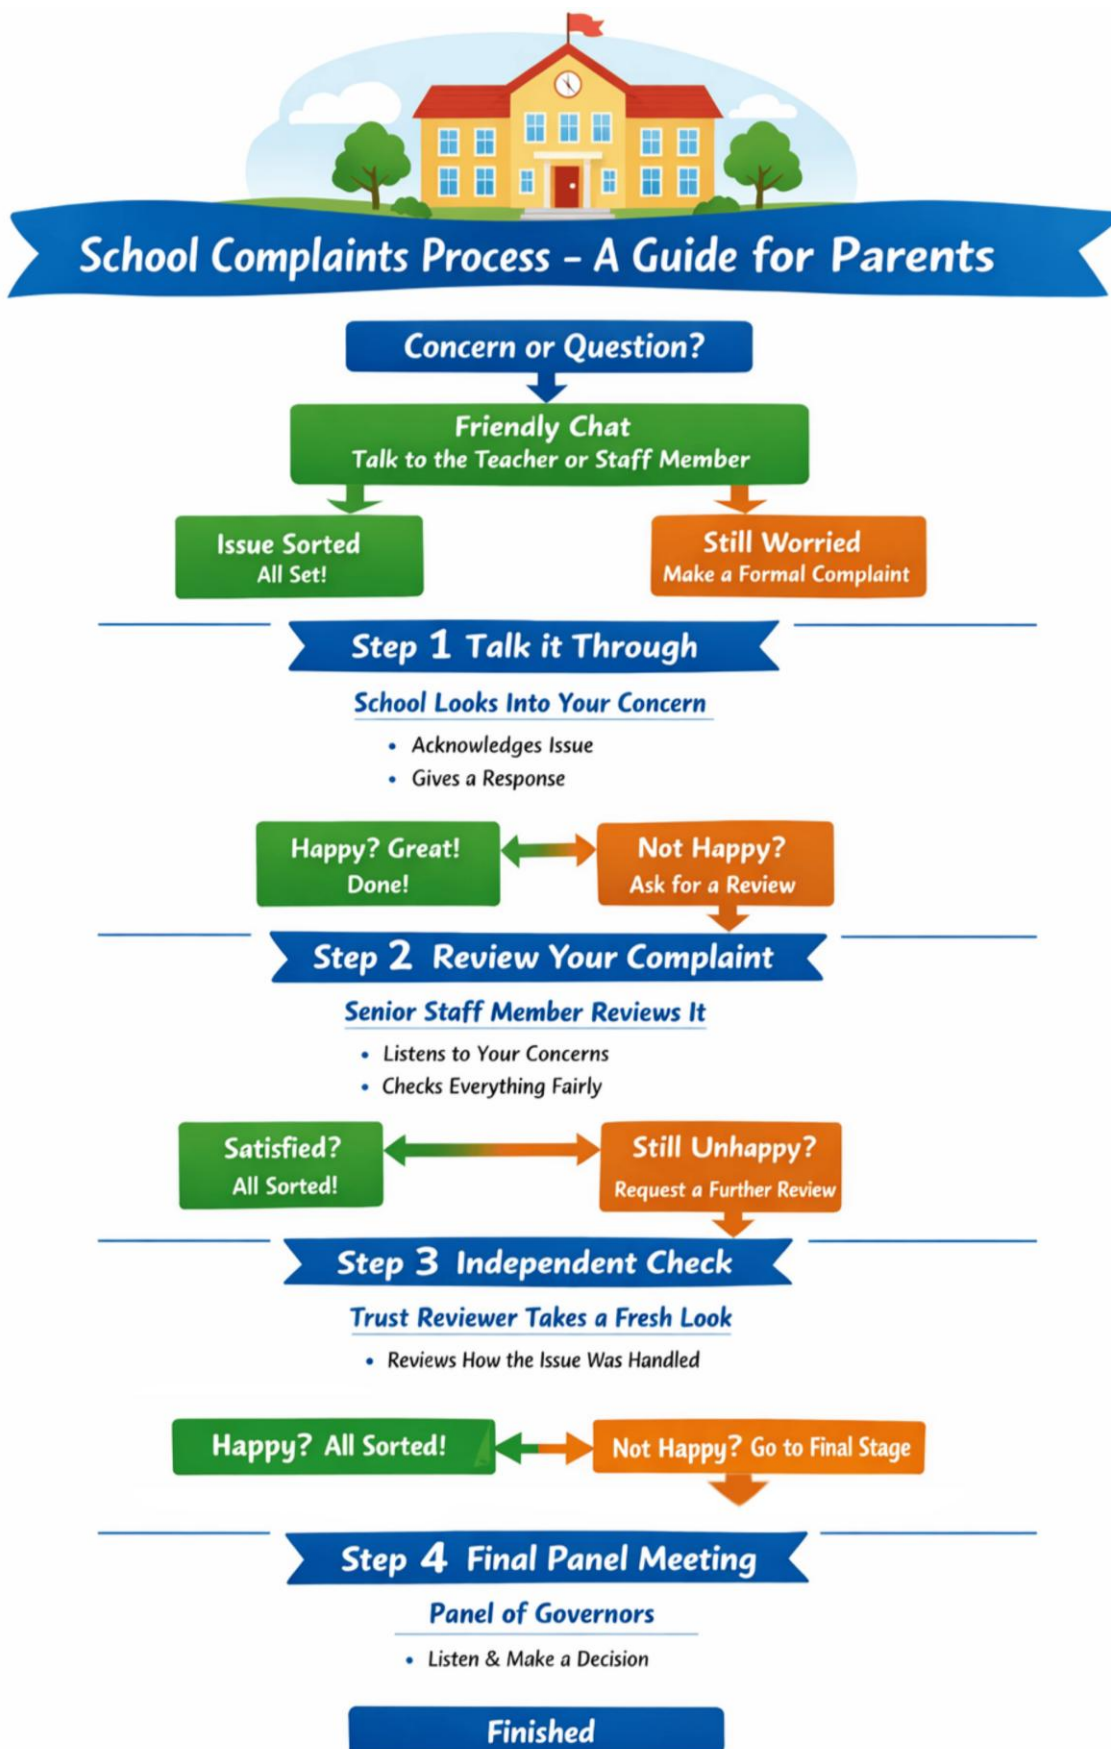 School Complaints Process – A Guide for Parents
Concern or Question?
Friendly Chat
Talk to the Teacher or Staff Member
Issue Sorted
All Set!
Still Worried
Make a Formal Complaint
Step 1 Talk it Through
School Looks Into Your Concern
• Acknowledges Issue
• Gives a Response
Happy? Great!
Done!
Not Happy?
Ask for a Review
Step 2 Review Your Complaint
Senior Staff Member Reviews It
• Listens to Your Concerns
• Checks Everything Fairly
Satisfied?
All Sorted!
Still Unhappy?
Request a Further Review
Step 3 Independent Check
Trust Reviewer Takes a Fresh Look
• Reviews How the Issue Was Handled
Happy? All Sorted!
Not Happy? Go to Final Stage
Step 4 Final Panel Meeting
Panel of Governors
• Listen & Make a Decision
Finished